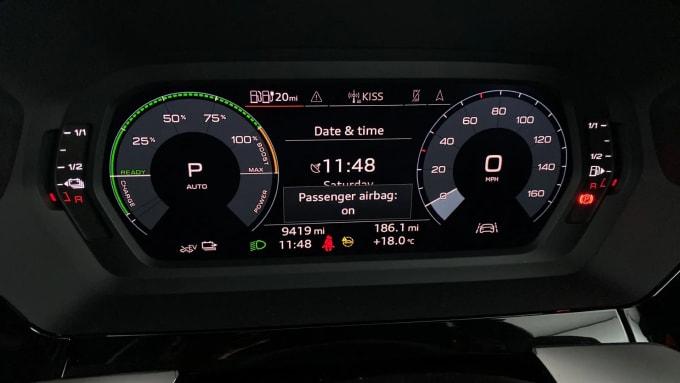 20mi KISS
1/1
1/2
R
25% 50% 75% 100%
BOOST
READY
MAX
CHARGE
POWER
P
AUTO
Date & time
11:48
Saturday
Passenger airbag:
on
9419 mi 186.1 mi
11:48 +18.0°C
EV
0 20 40 60 80 100 120 140 160
0
MPH
1/1
1/2
R
P